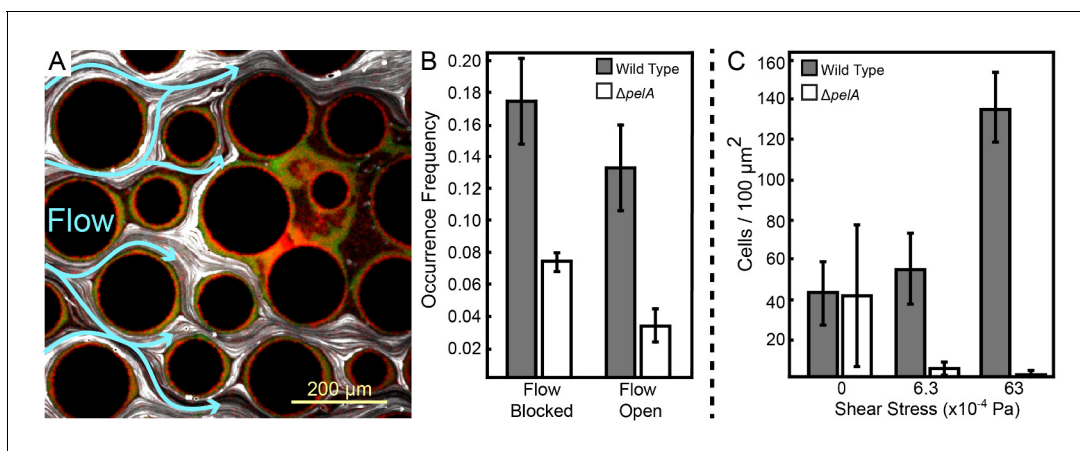 A
Flow
200 µm
B
Occurrence Frequency
0.20
0.18
0.16
0.14
0.12
0.10
0.08
0.06
0.04
0.02
Wild Type
ΔpelA
Flow
Blocked
Flow
Open
C
Cells / 100 µm²
160
140
120
100
80
60
40
20
Wild Type
ΔpelA
0
6.3
63
Shear Stress (x10⁻⁴ Pa)